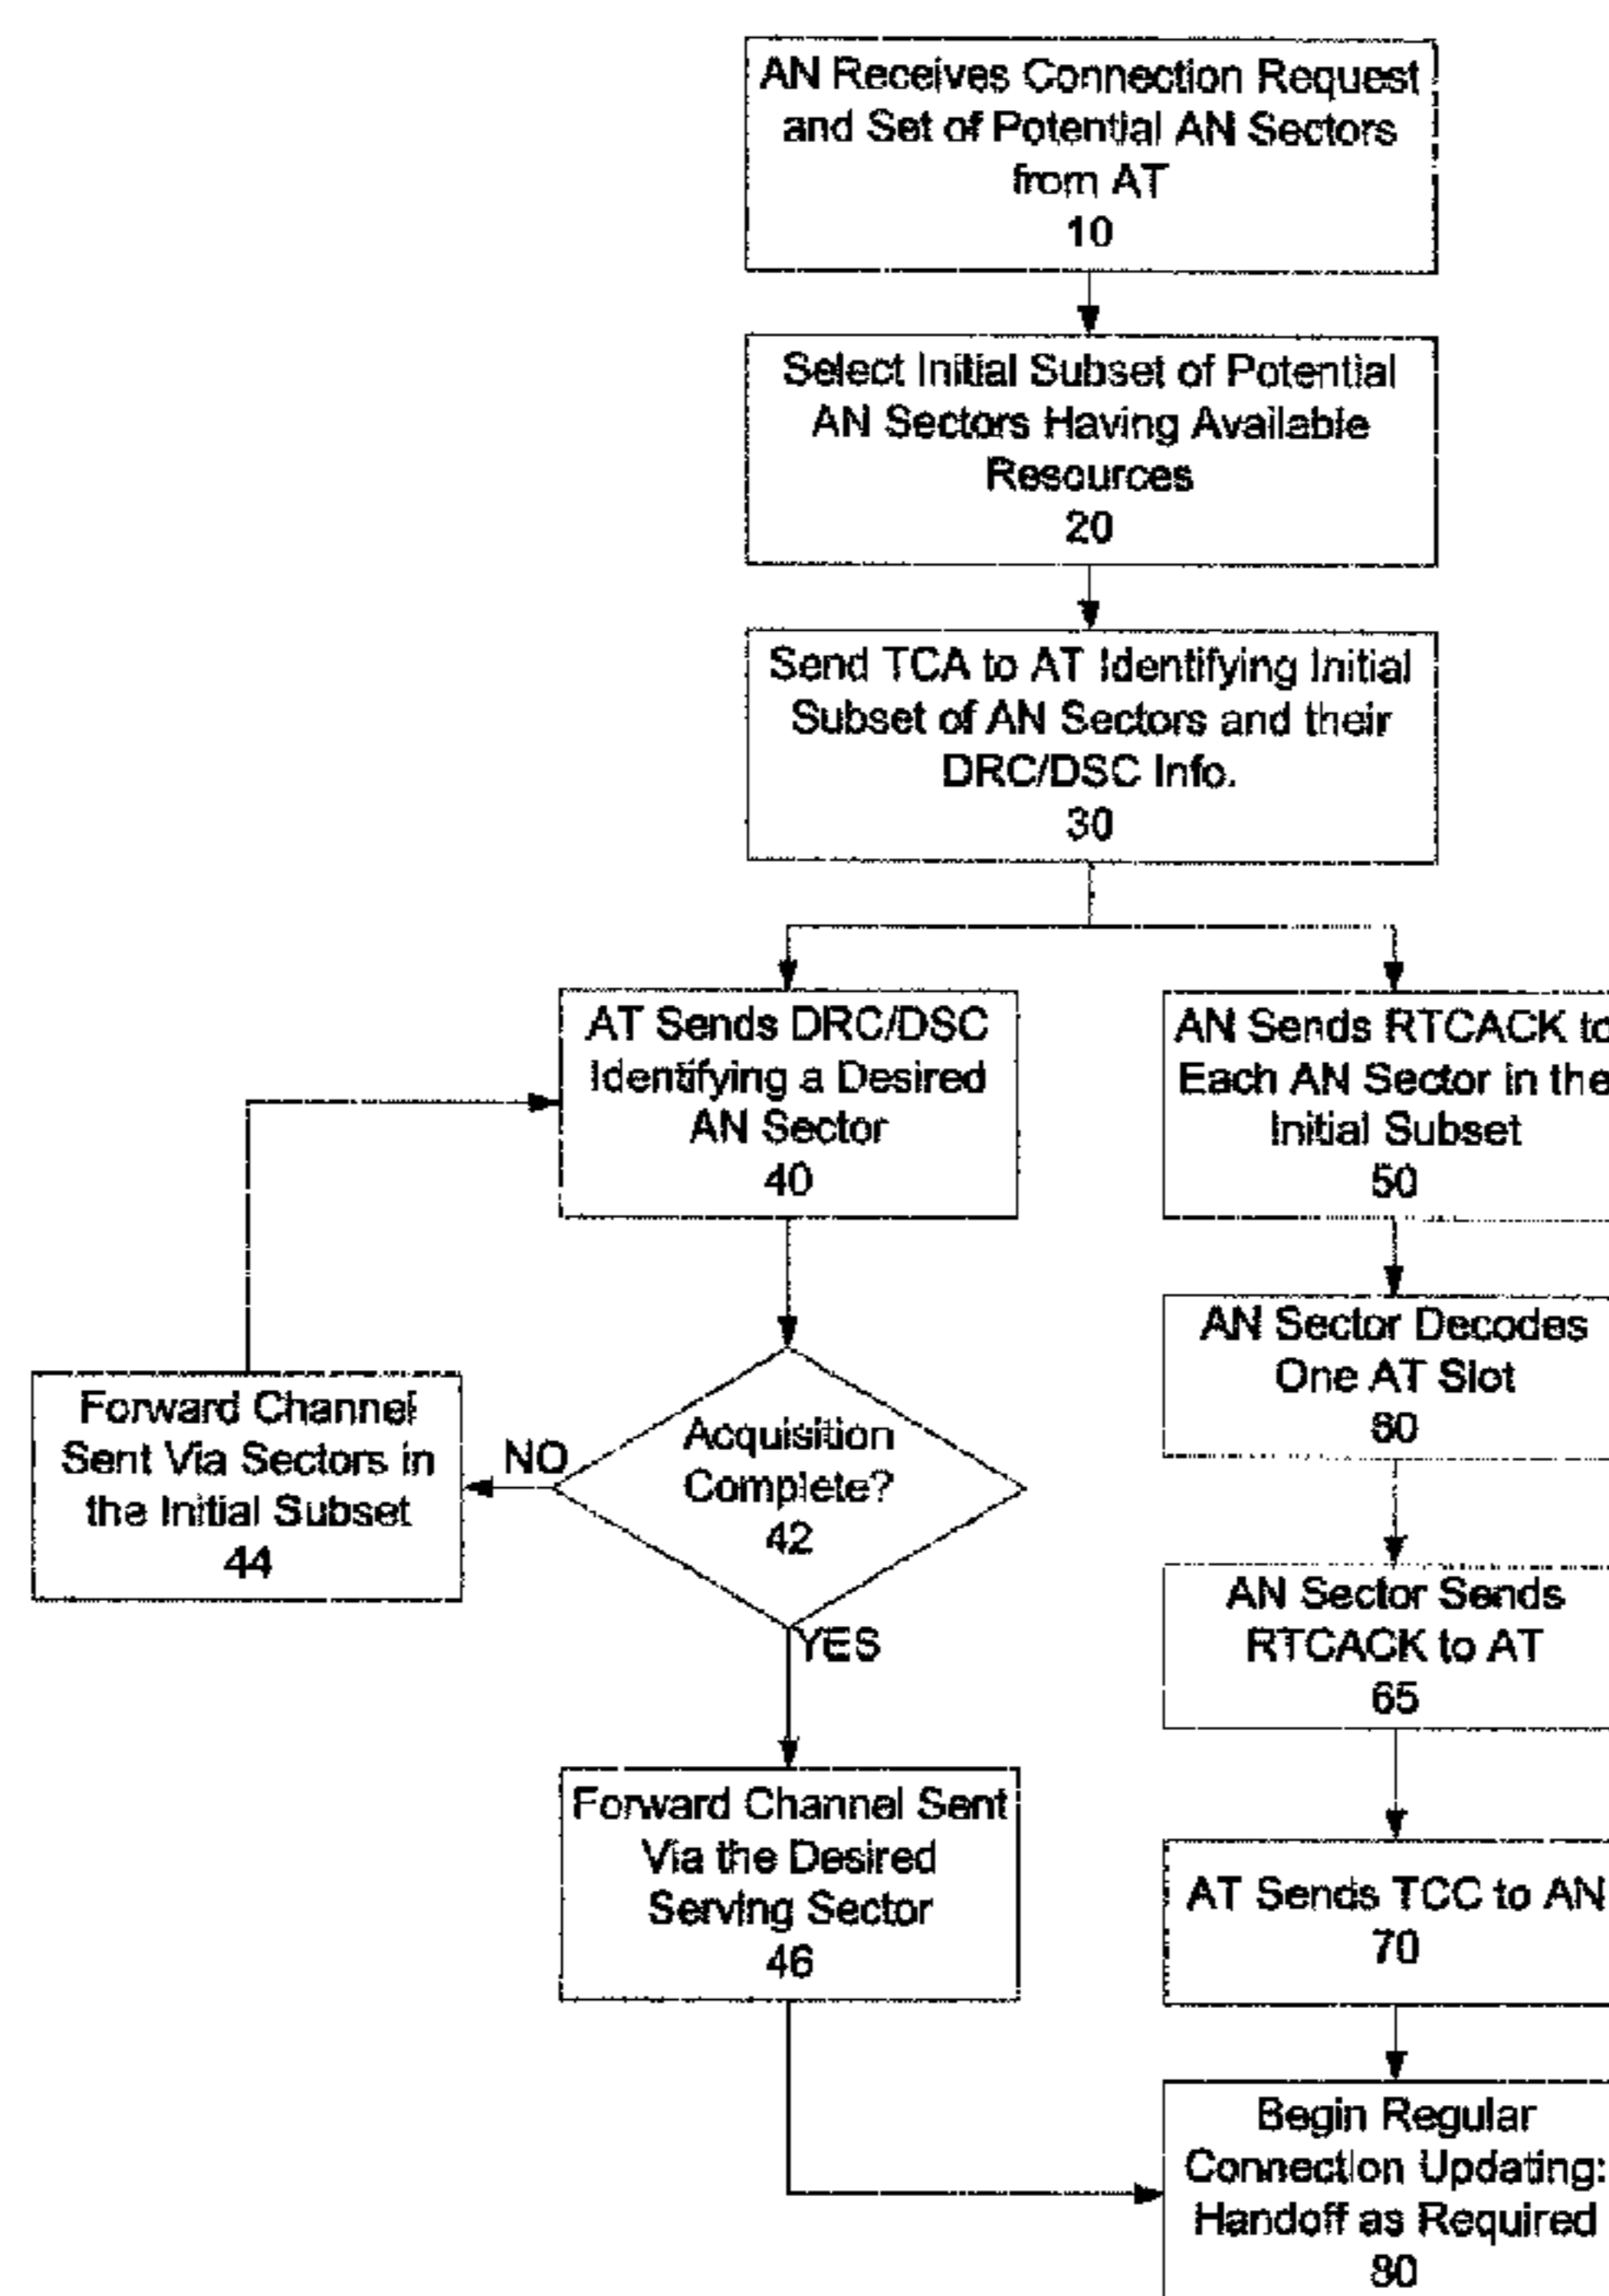 AN Receives Connection Request
and Set of Potential AN Sectors
from AT
10
Select Initial Subset of Potential
AN Sectors Having Available
Resources
20
Send TCA to AT Identifying Initial
Subset of AN Sectors and their
DRC/DSC Info.
30
AT Sends DRC/DSC
Identifying a Desired
AN Sector
40
AN Sends RTCACK to
Each AN Sector in the
Initial Subset
50
Forward Channel
Sent Via Sectors in
the Initial Subset
44
NO
Acquisition
Complete?
42
YES
AN Sector Decodes
One AT Slot
60
AN Sector Sends
RTCACK to AT
65
Forward Channel Sent
Via the Desired
Serving Sector
46
AT Sends TCC to AN
70
Begin Regular
Connection Updating:
Handoff as Required
80